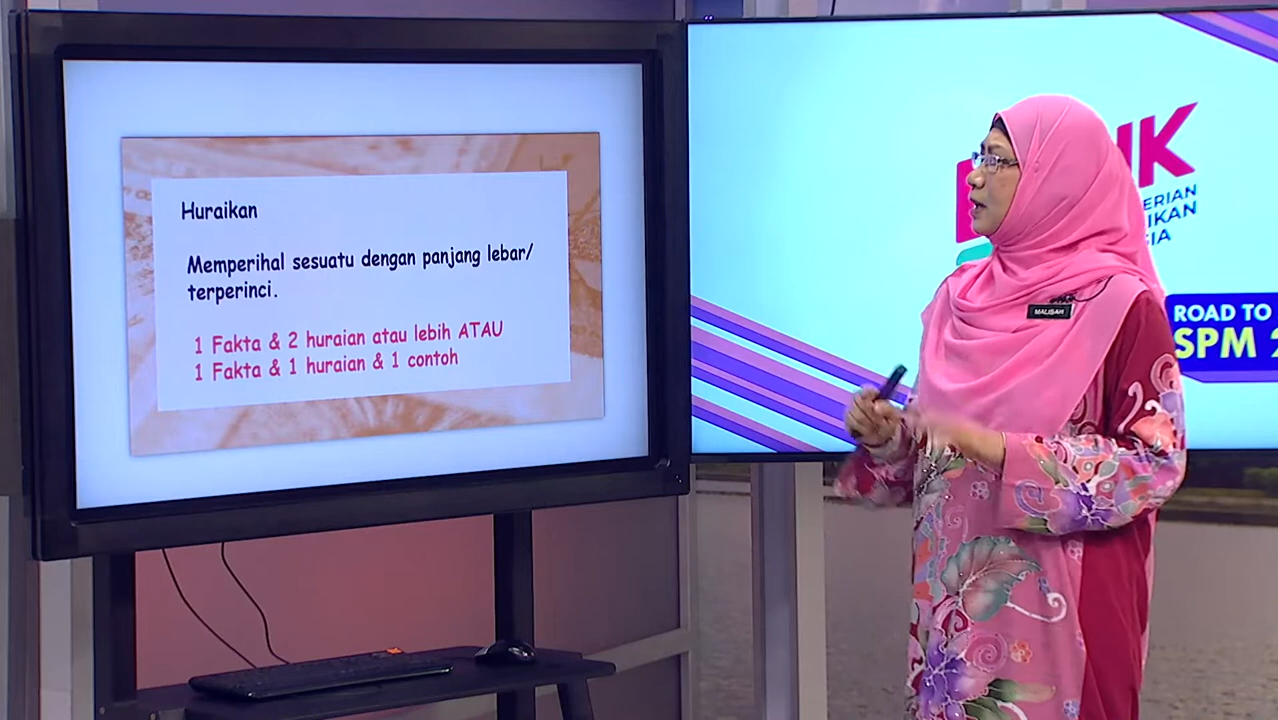 Huraikan
Memperihal sesuatu dengan panjang lebar/
terperinci.
1 Fakta & 2 huraian atau lebih ATAU
1 Fakta & 1 huraian & 1 contoh
MALISAH
ROAD TO
SPM